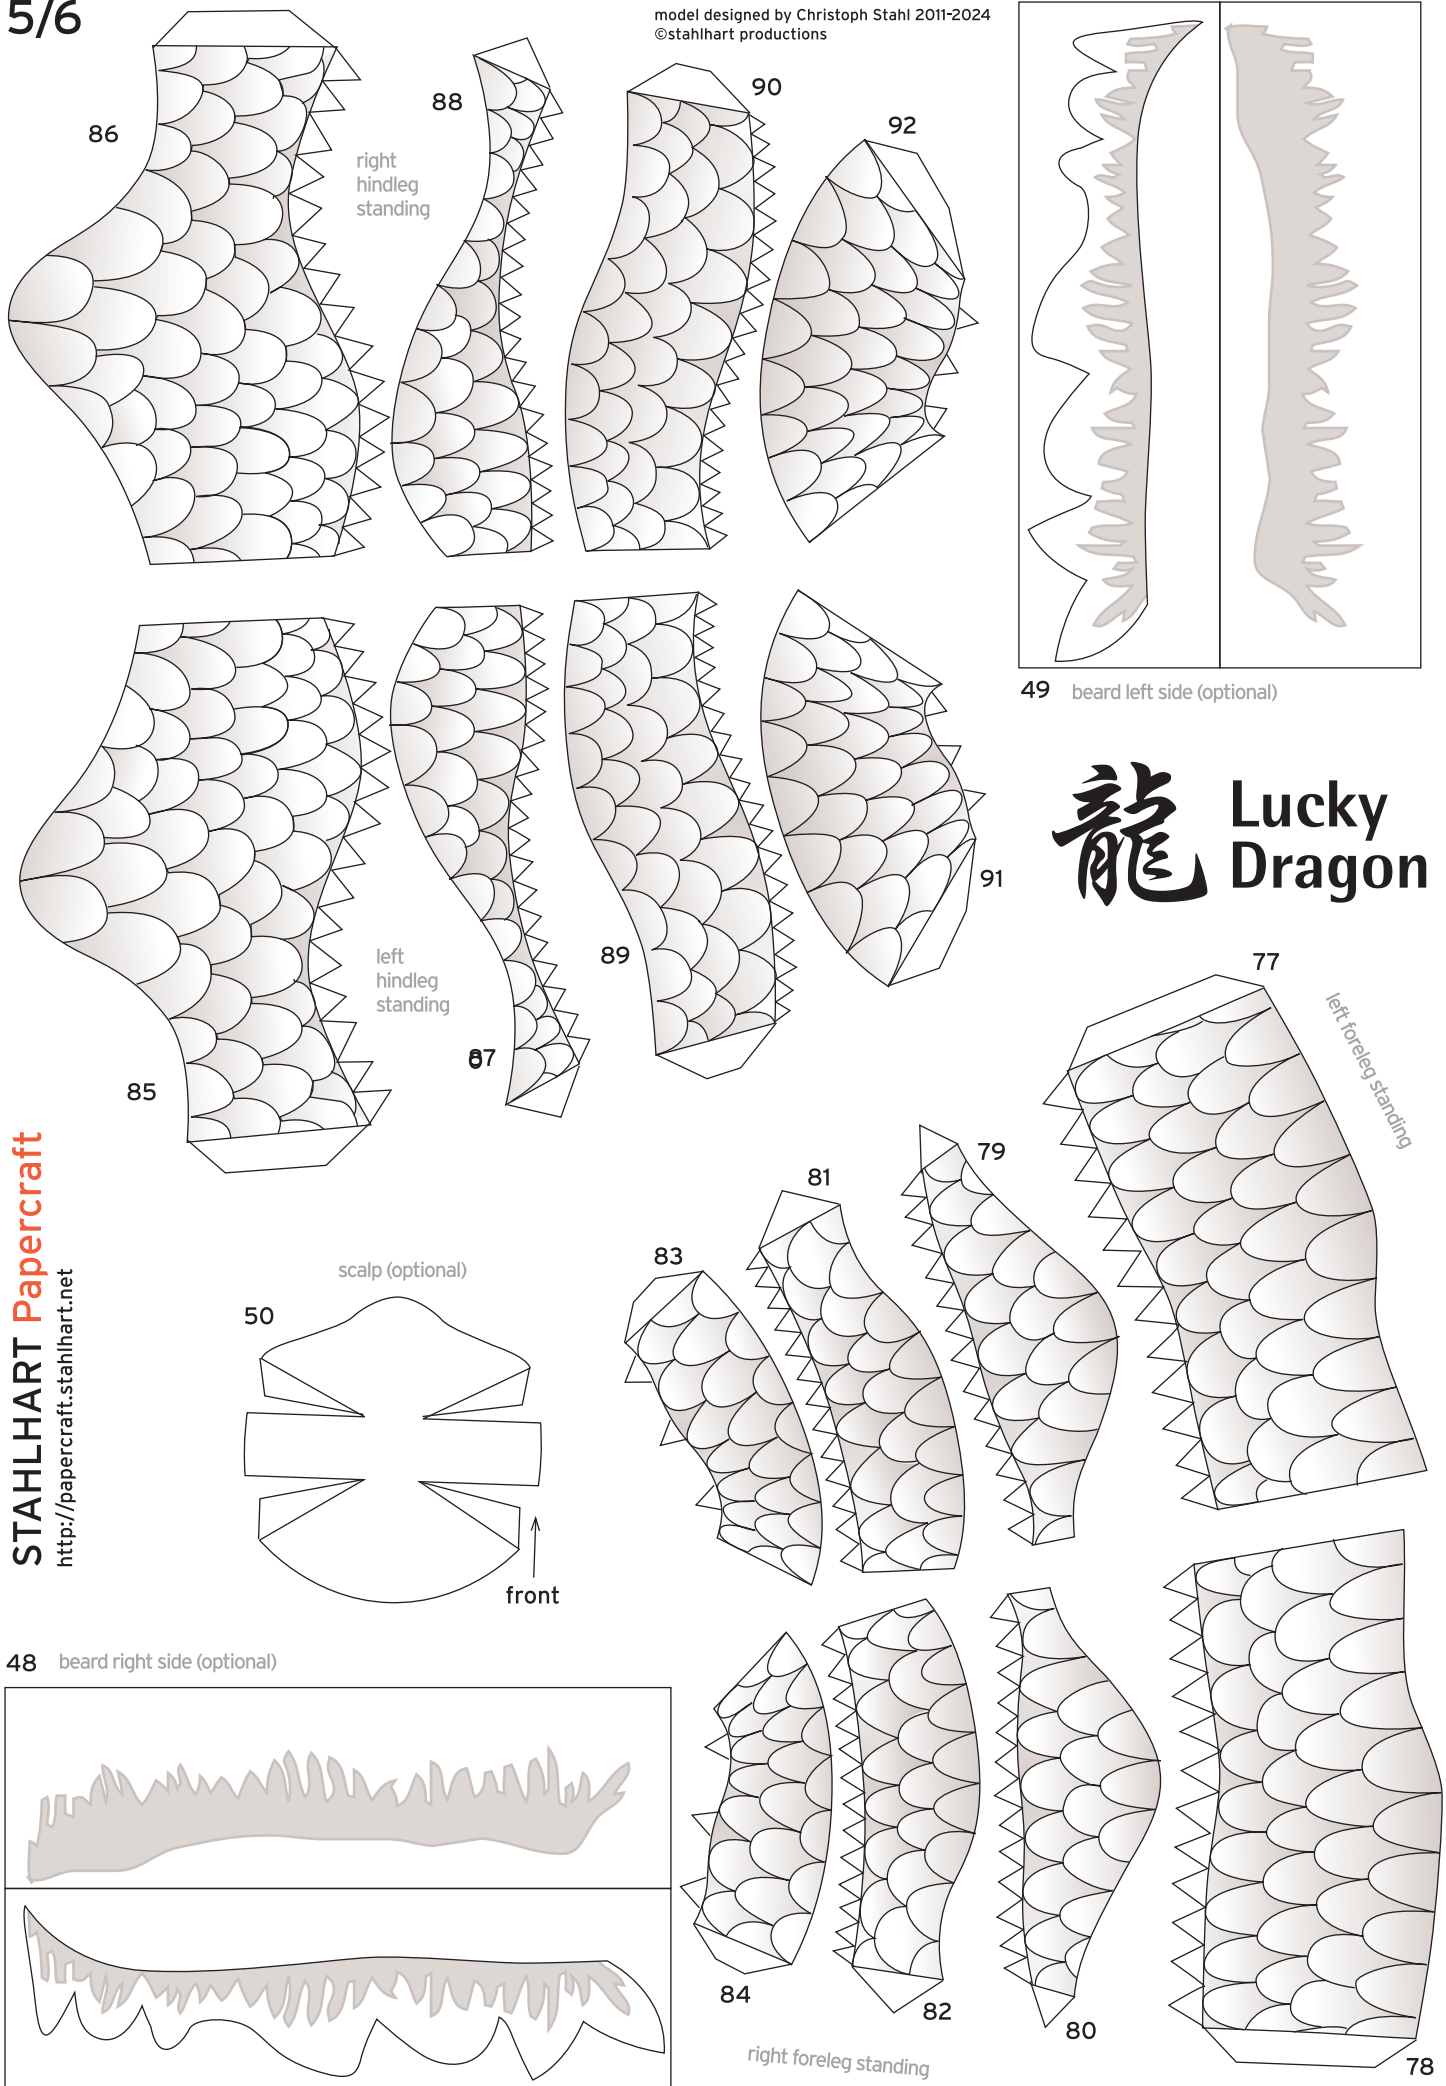 5/6
model designed by Christoph Stahl 2011-2024
©stahlhart productions
86
88
90
92
right
hindleg
standing
49 beard left side (optional)
龍 Lucky
Dragon
91
89
left
hindleg
standing
87
85
77
left foreleg standing
79
81
83
scalp (optional)
50
front
STAHLHART Papercraft
http://papercraft.stahlhart.net
48 beard right side (optional)
84
82
80
78
right foreleg standing